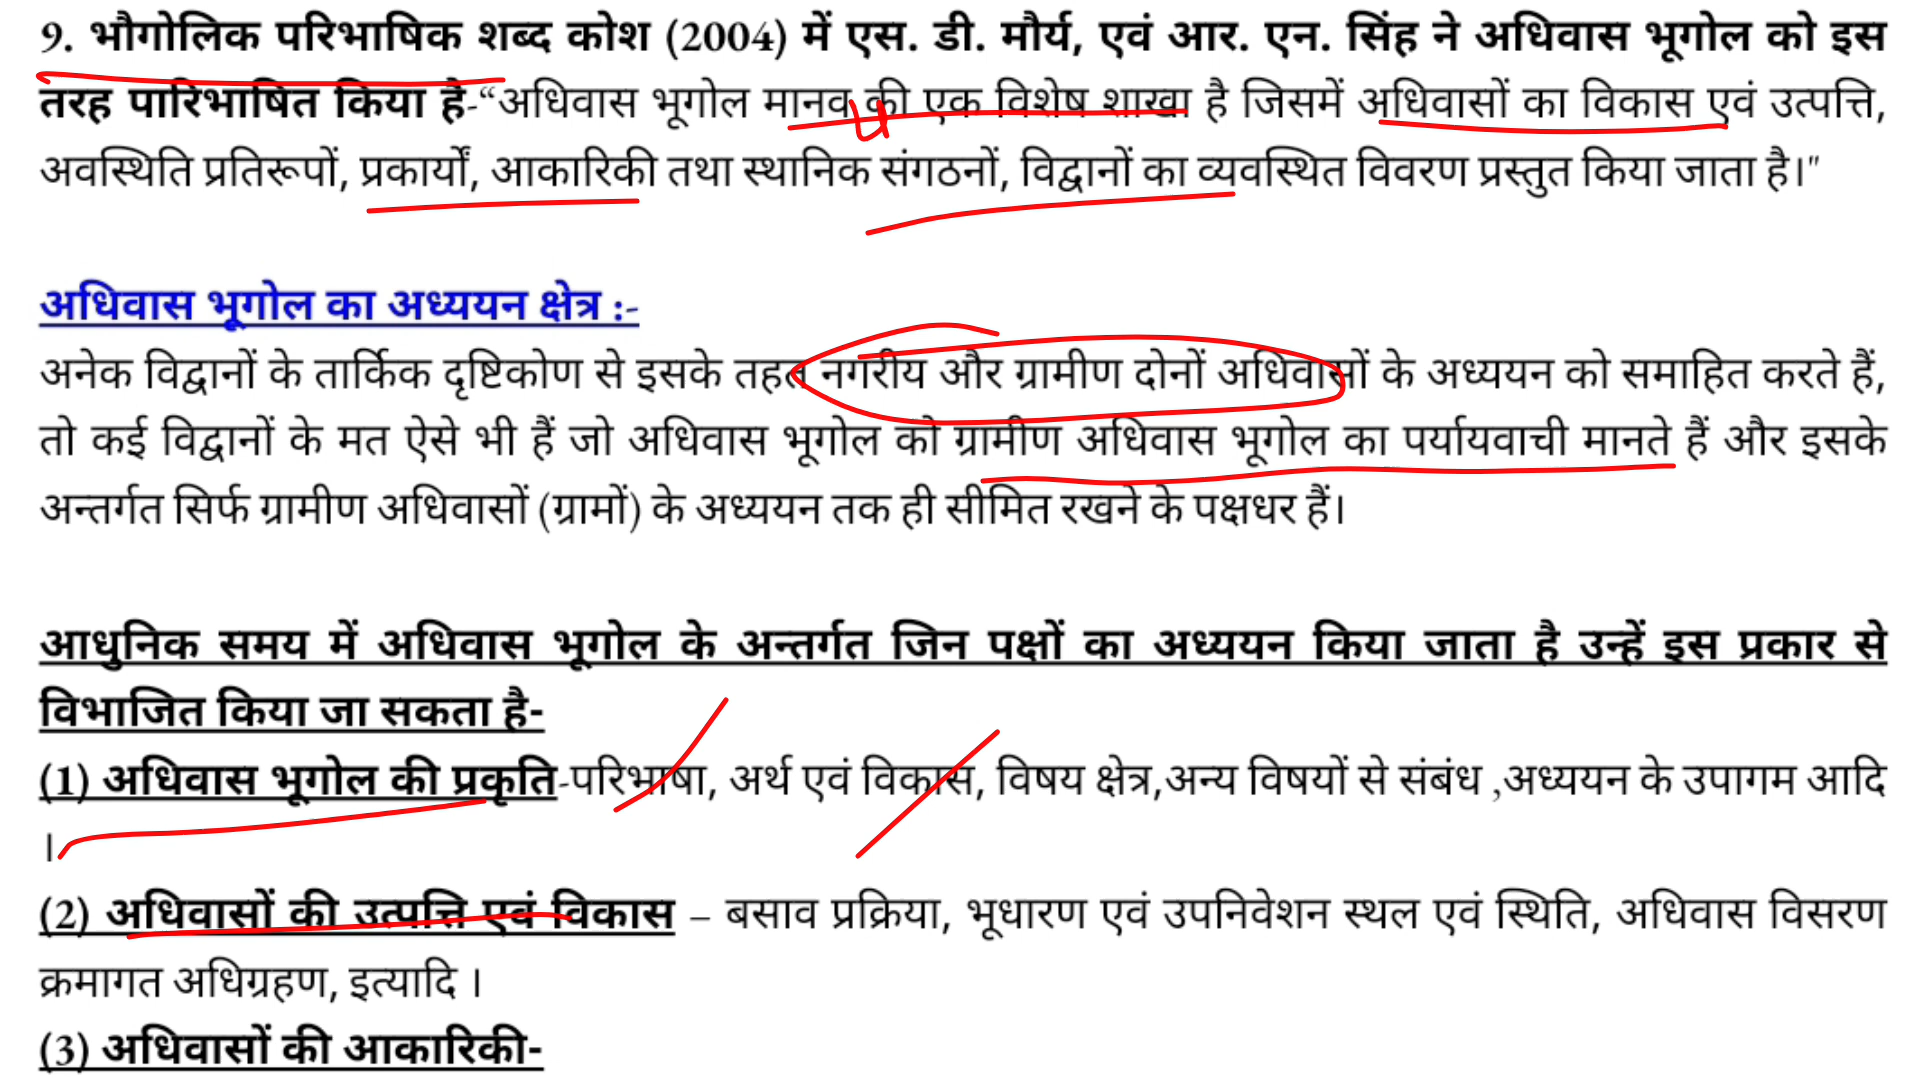 9. भौगोलिक परिभाषिक शब्द कोश (2004) में एस. डी. मौर्य, एवं आर. एन. सिंह ने अधिवास भूगोल को इस
तरह पारिभाषित किया है-“अधिवास भूगोल मानव की एक विशेष शाखा है जिसमें अधिवासों का विकास एवं उत्पत्ति,
अवस्थिति प्रतिरूपों, प्रकार्यों, आकारिकी तथा स्थानिक संगठनों, विद्वानों का व्यवस्थित विवरण प्रस्तुत किया जाता है।"
अधिवास भूगोल का अध्ययन क्षेत्र :-
अनेक विद्वानों के तार्किक दृष्टिकोण से इसके तहत नगरीय और ग्रामीण दोनों अधिवासों के अध्ययन को समाहित करते हैं,
तो कई विद्वानों के मत ऐसे भी हैं जो अधिवास भूगोल को ग्रामीण अधिवास भूगोल का पर्यायवाची मानते हैं और इसके
अन्तर्गत सिर्फ ग्रामीण अधिवासों (ग्रामों) के अध्ययन तक ही सीमित रखने के पक्षधर हैं।
आधुनिक समय में अधिवास भूगोल के अन्तर्गत जिन पक्षों का अध्ययन किया जाता है उन्हें इस प्रकार से
विभाजित किया जा सकता है-
(1) अधिवास भूगोल की प्रकृति-परिभाषा, अर्थ एवं विकास, विषय क्षेत्र,अन्य विषयों से संबंध ,अध्ययन के उपागम आदि
।
(2) अधिवासों की उत्पत्ति एवं विकास – बसाव प्रक्रिया, भूधारण एवं उपनिवेशन स्थल एवं स्थिति, अधिवास विसरण
क्रमागत अधिग्रहण, इत्यादि ।
(3) अधिवासों की आकारिकी-